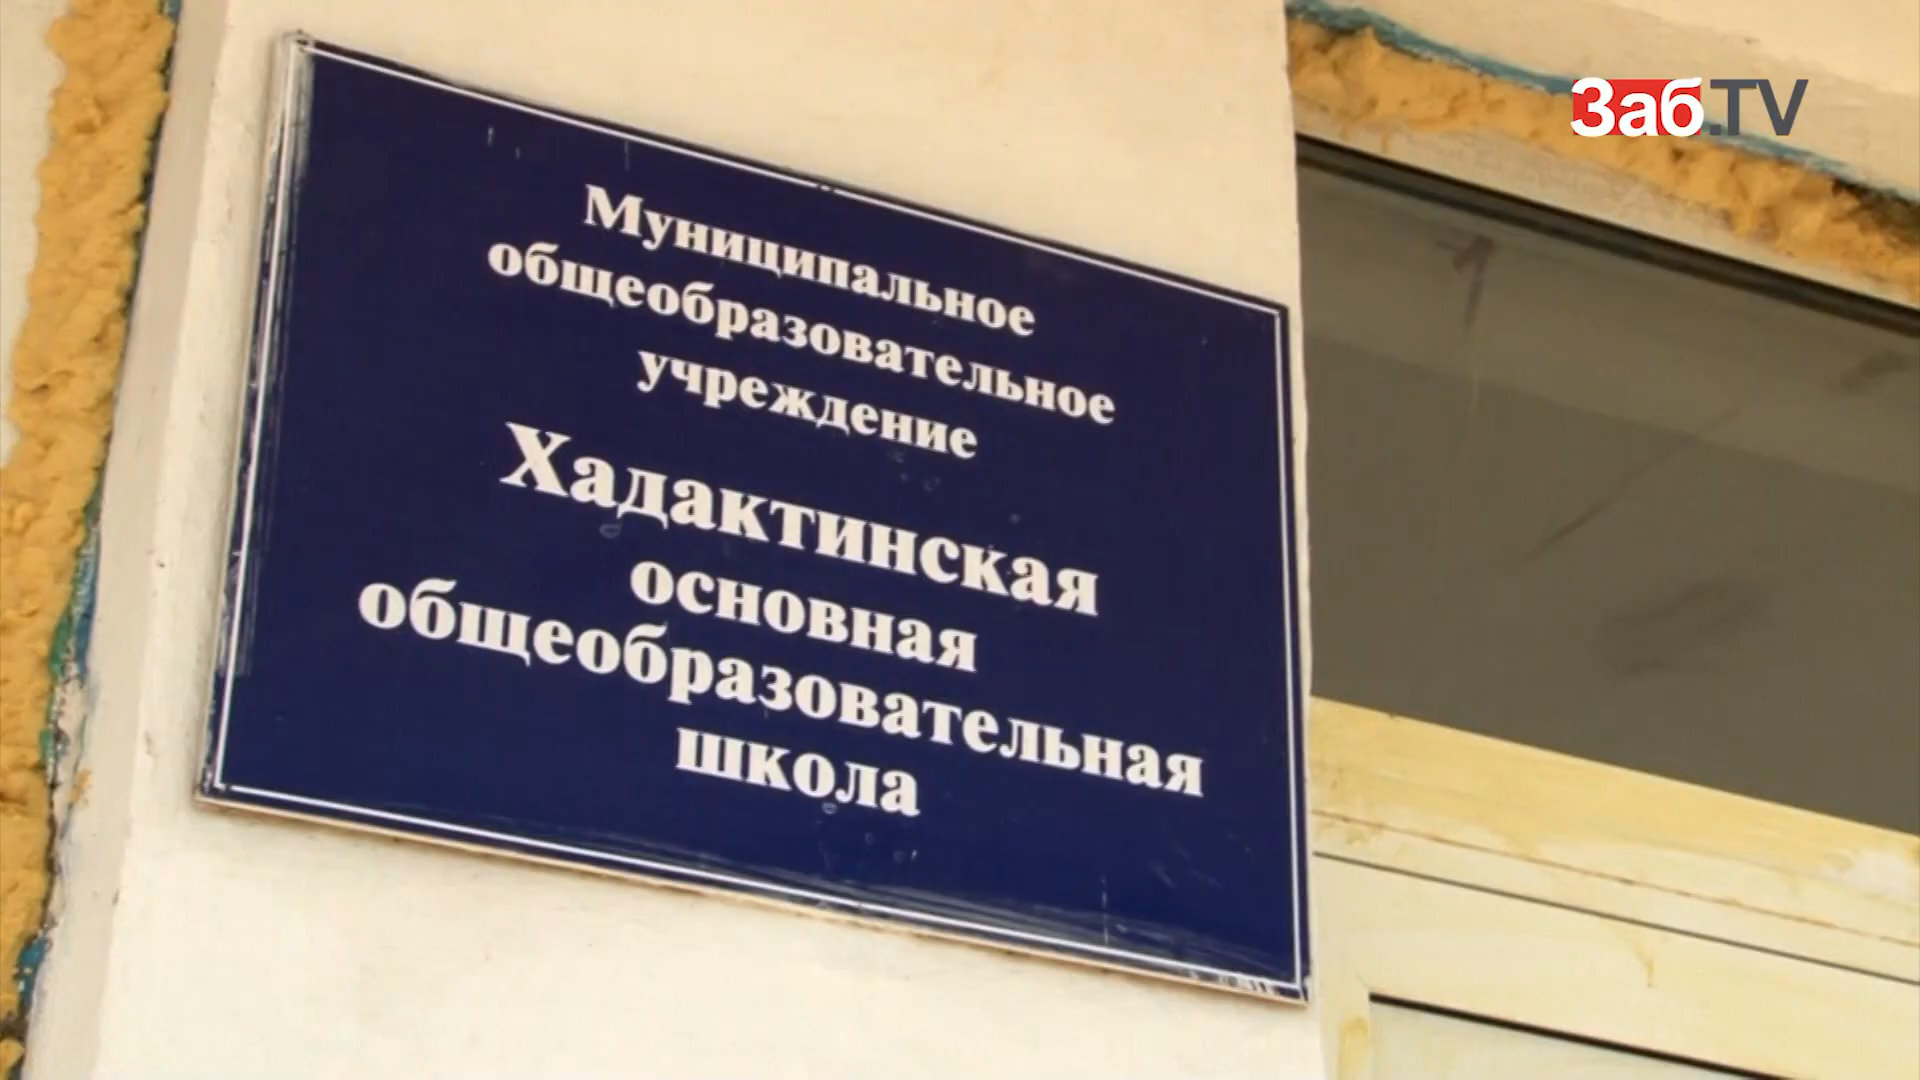 Заб.TV
Муниципальное
общеобразовательное
учреждение
Хадактинская
основная
общеобразовательная
школа